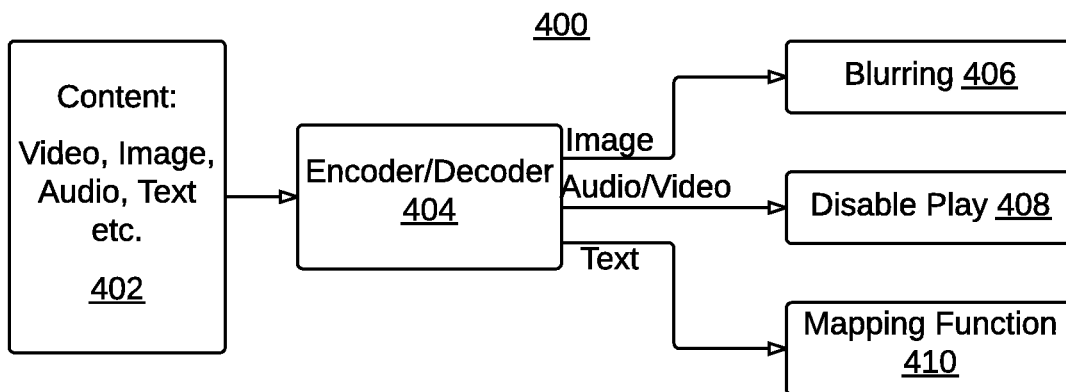 400
Content:
Video, Image,
Audio, Text
etc.
402
Encoder/Decoder
404
Image
Audio/Video
Text
Blurring 406
Disable Play 408
Mapping Function
410